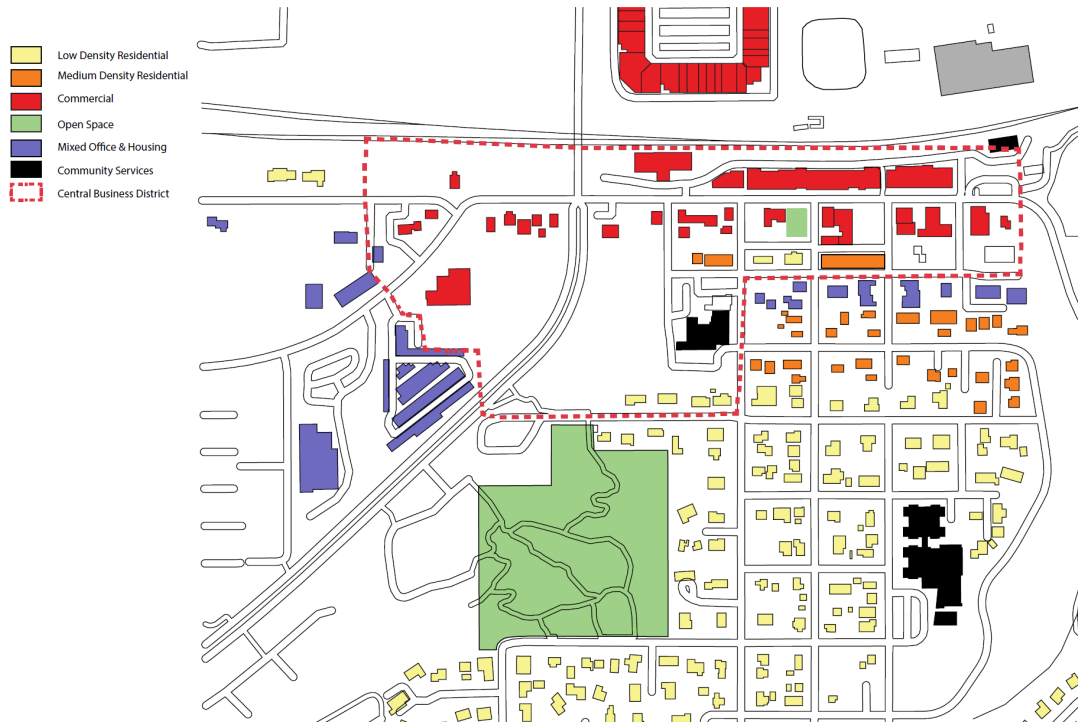 Low Density Residential
Medium Density Residential
Commercial
Open Space
Mixed Office & Housing
Community Services
Central Business District